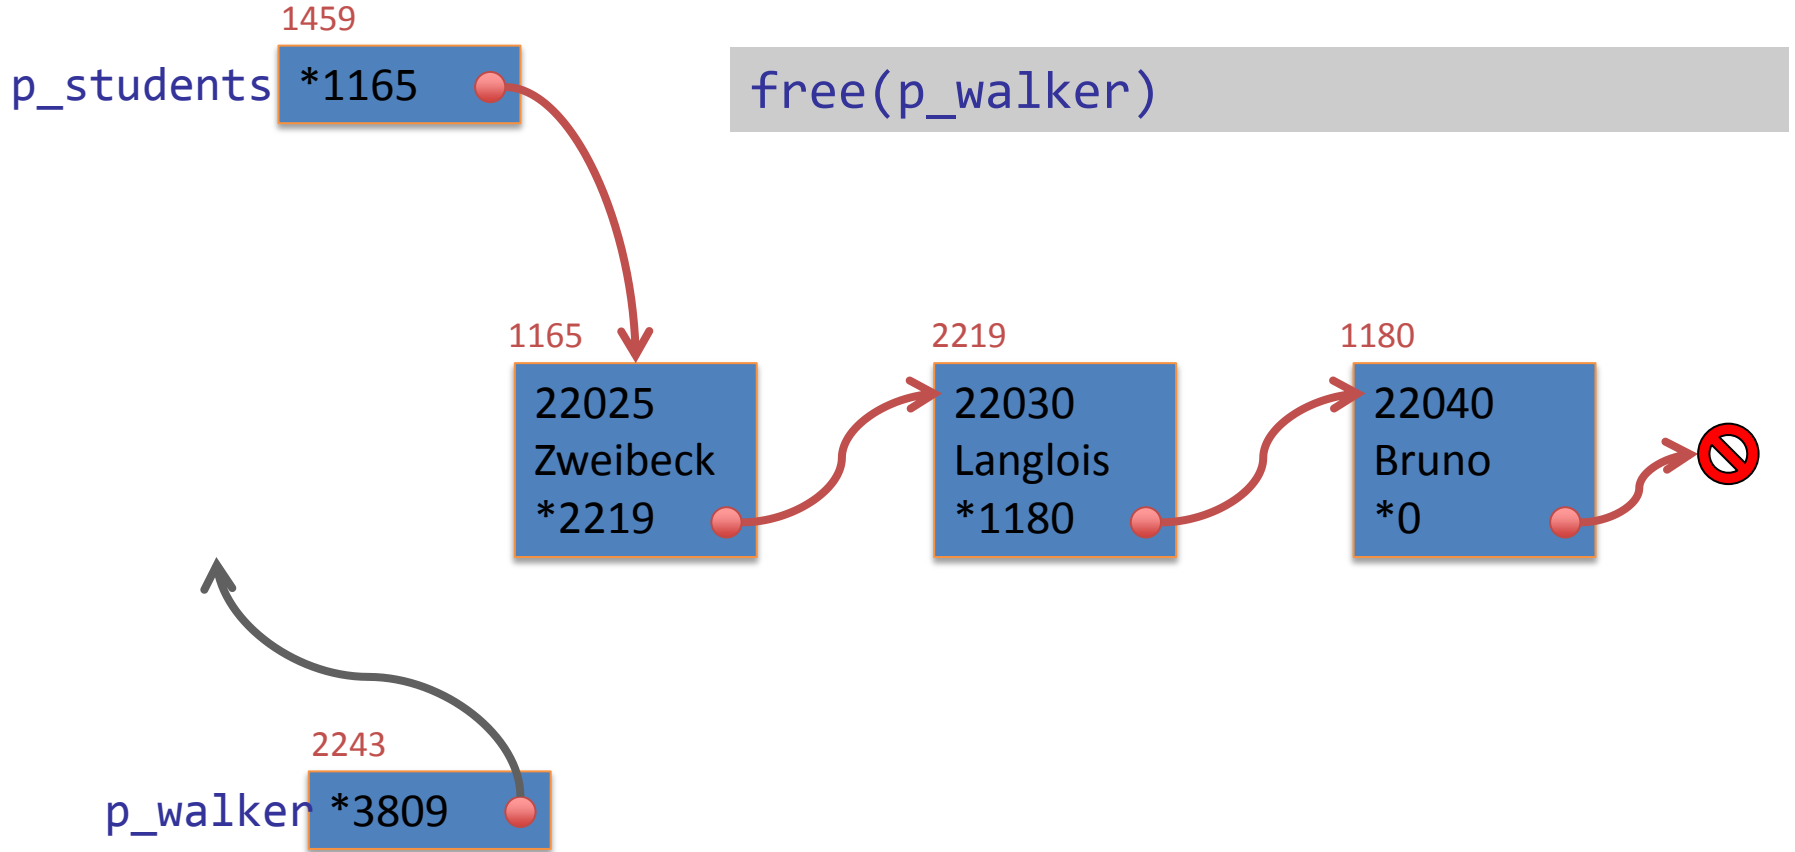 1459
p_students
*1165
free(p_walker)
1165
22025
Zweibeck
*2219
2219
22030
Langlois
*1180
1180
22040
Bruno
*0
2243
p_walker
*3809